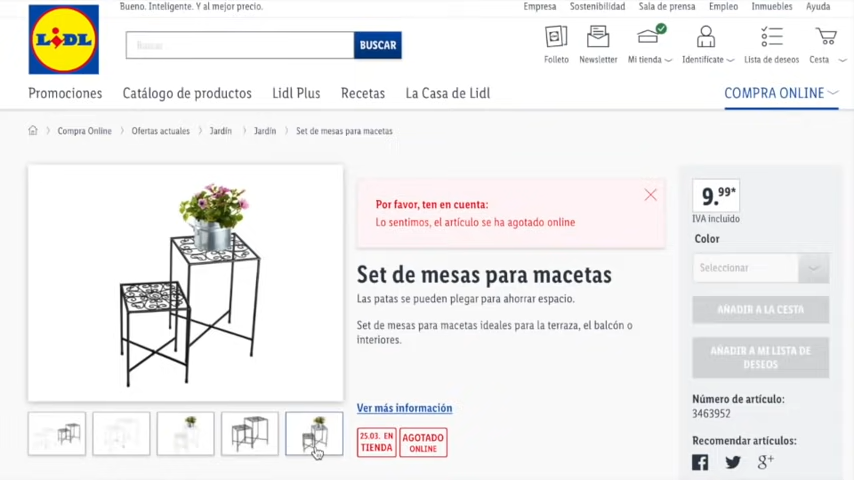 Bueno. Inteligente. Y al mejor precio.
Empresa Sostenibilidad Sala de prensa Empleo Inmuebles Ayuda
LIDL
Buscar
BUSCAR
Folleto Newsletter Mi tienda Identifícate Lista de deseos Cesta
Promociones Catálogo de productos Lidl Plus Recetas La Casa de Lidl
COMPRA ONLINE
Compra Online Ofertas actuales Jardín Jardín Set de mesas para macetas
Por favor, ten en cuenta:
Lo sentimos, el artículo se ha agotado online
Set de mesas para macetas
Las patas se pueden plegar para ahorrar espacio.
Set de mesas para macetas ideales para la terraza, el balcón o
interiores.
Ver más información
25.03. EN
TIENDA
AGOTADO
ONLINE
9.99*
IVA incluido
Color
Seleccionar
AÑADIR A LA CESTA
AÑADIR A MI LISTA DE
DESEOS
Número de artículo:
3463952
Recomendar artículos:
g+